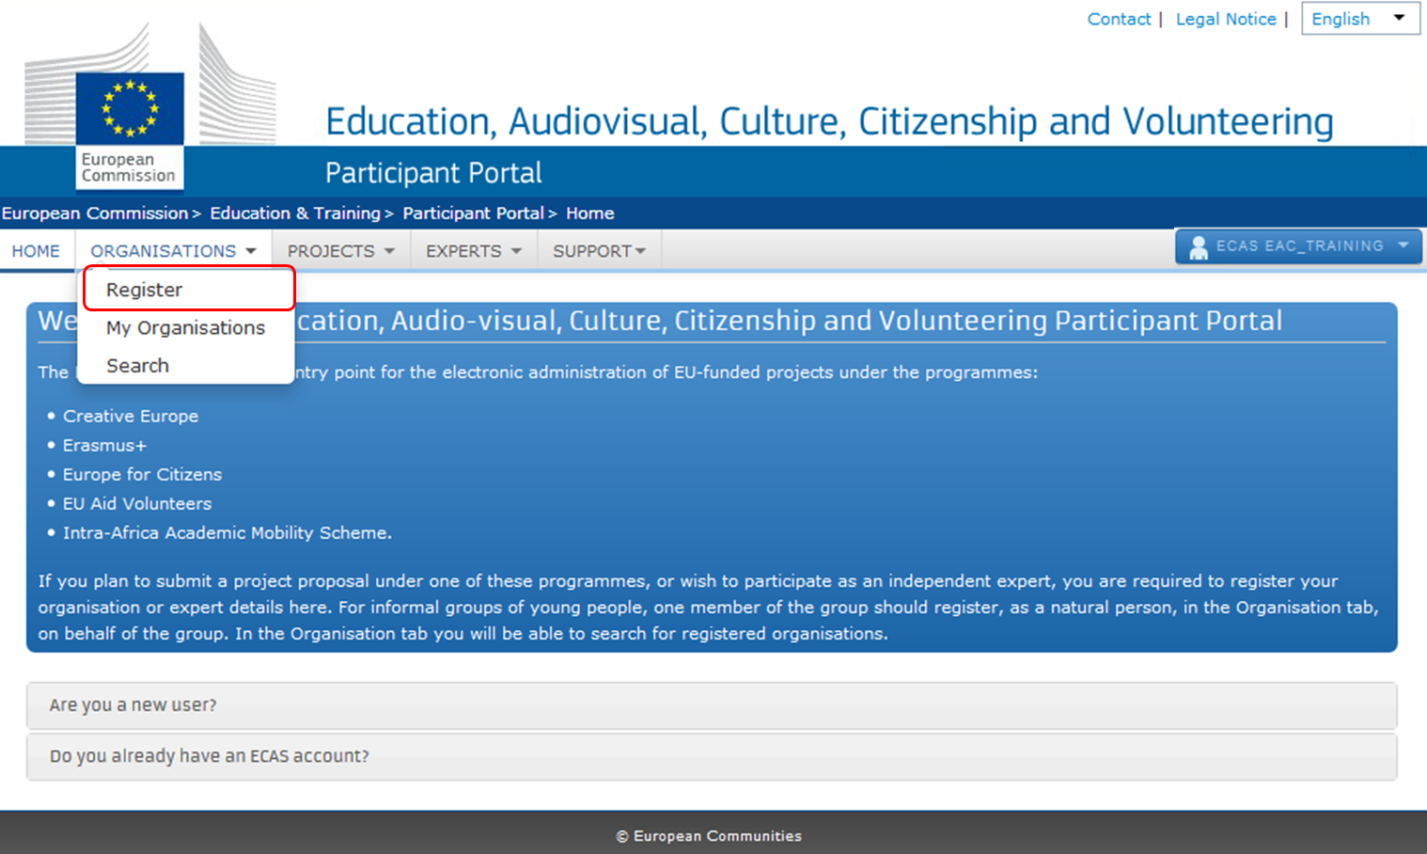 Contact | Legal Notice | English
Education, Audiovisual, Culture, Citizenship and Volunteering
European
Commission
Participant Portal
European Commission > Education & Training > Participant Portal > Home
HOME ORGANISATIONS PROJECTS EXPERTS SUPPORT ECAS EAC_TRAINING
Register
My Organisations
Search
We cation, Audio-visual, Culture, Citizenship and Volunteering Participant Portal
The ntry point for the electronic administration of EU-funded projects under the programmes:
• Creative Europe
• Erasmus+
• Europe for Citizens
• EU Aid Volunteers
• Intra-Africa Academic Mobility Scheme.
If you plan to submit a project proposal under one of these programmes, or wish to participate as an independent expert, you are required to register your
organisation or expert details here. For informal groups of young people, one member of the group should register, as a natural person, in the Organisation tab,
on behalf of the group. In the Organisation tab you will be able to search for registered organisations.
Are you a new user?
Do you already have an ECAS account?
© European Communities